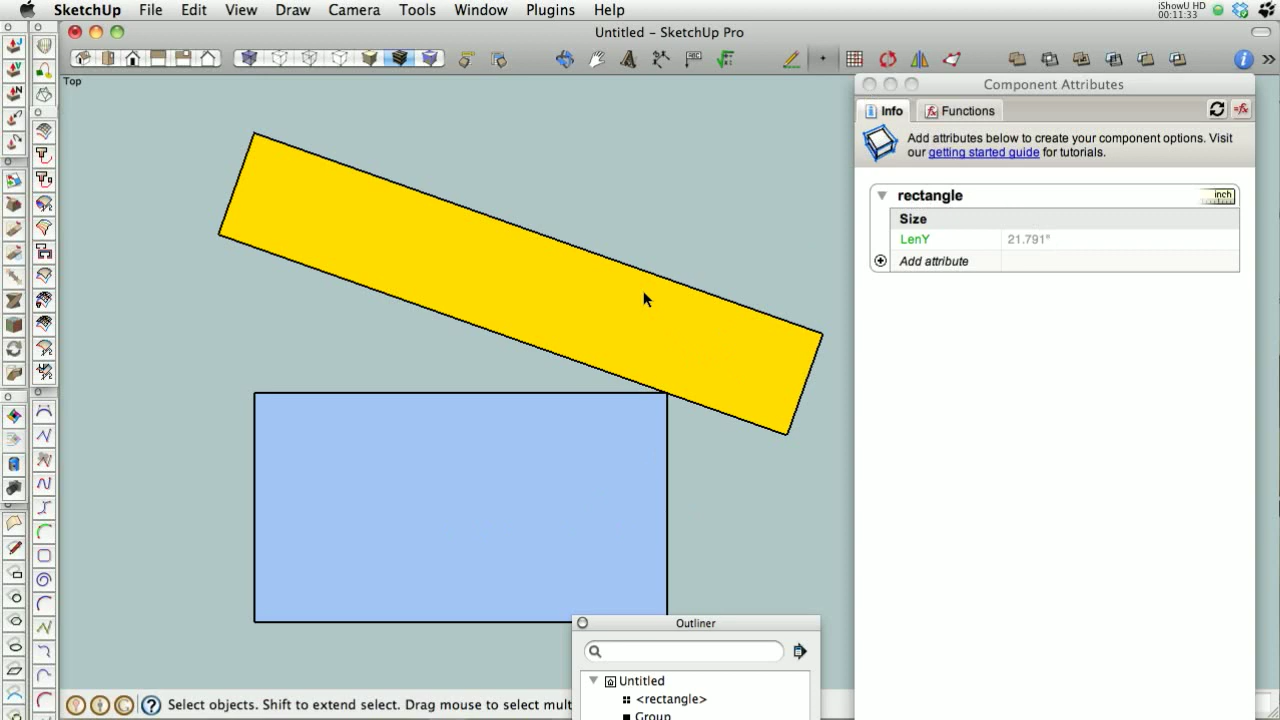 SketchUp File Edit View Draw Camera Tools Window Plugins Help
iShowU HD
00:11:33
Untitled - SketchUp Pro
Top
Component Attributes
Info
Functions
Add attributes below to create your component options. Visit
our getting started guide for tutorials.
rectangle
inch
Size
LenY 21.791"
Add attribute
Outliner
Untitled
<rectangle>
Group
Select objects. Shift to extend select. Drag mouse to select mult